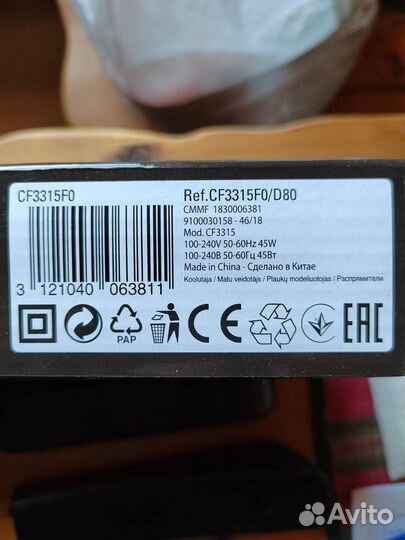 CF3315F0
3 121040 063811
PAP
Ref.CF3315F0/D80
CMMF 1830006381
9100030158 - 46/18
Mod. CF3315
100-240V 50-60Hz 45W
100-240В 50-60Гц 45Вт
Made in China - Сделано в Китае
Koolutaja / Matu veidotājs / Plaukų modeliuotojas / Распрямители
CE
EAC
Avito